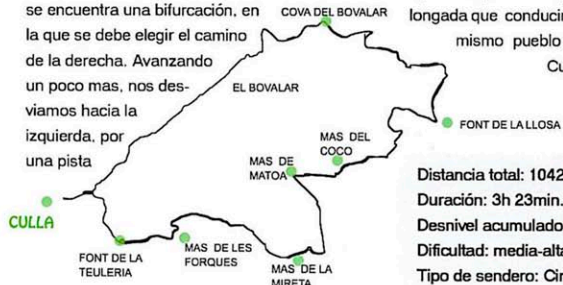 se encuentra una bifurcación, en
la que se debe elegir el camino
de la derecha. Avanzando
un poco mas, nos des-
viamos hacia la
izquierda, por
una pista
COVA DEL BOVALAR
longada que conducir
mismo pueblo
Cu
EL BOVALAR
FONT DE LA LLOSA
MAS DEL
COCO
MAS DE
MATOA
CULLA
FONT DE LA
TEULERIA
MAS DE LES
FORQUES
MAS DE LA
MIRETA
Distancia total: 1042
Duración: 3h 23min.
Desnivel acumulado
Dificultad: media-alta
Tipo de sendero: Cir